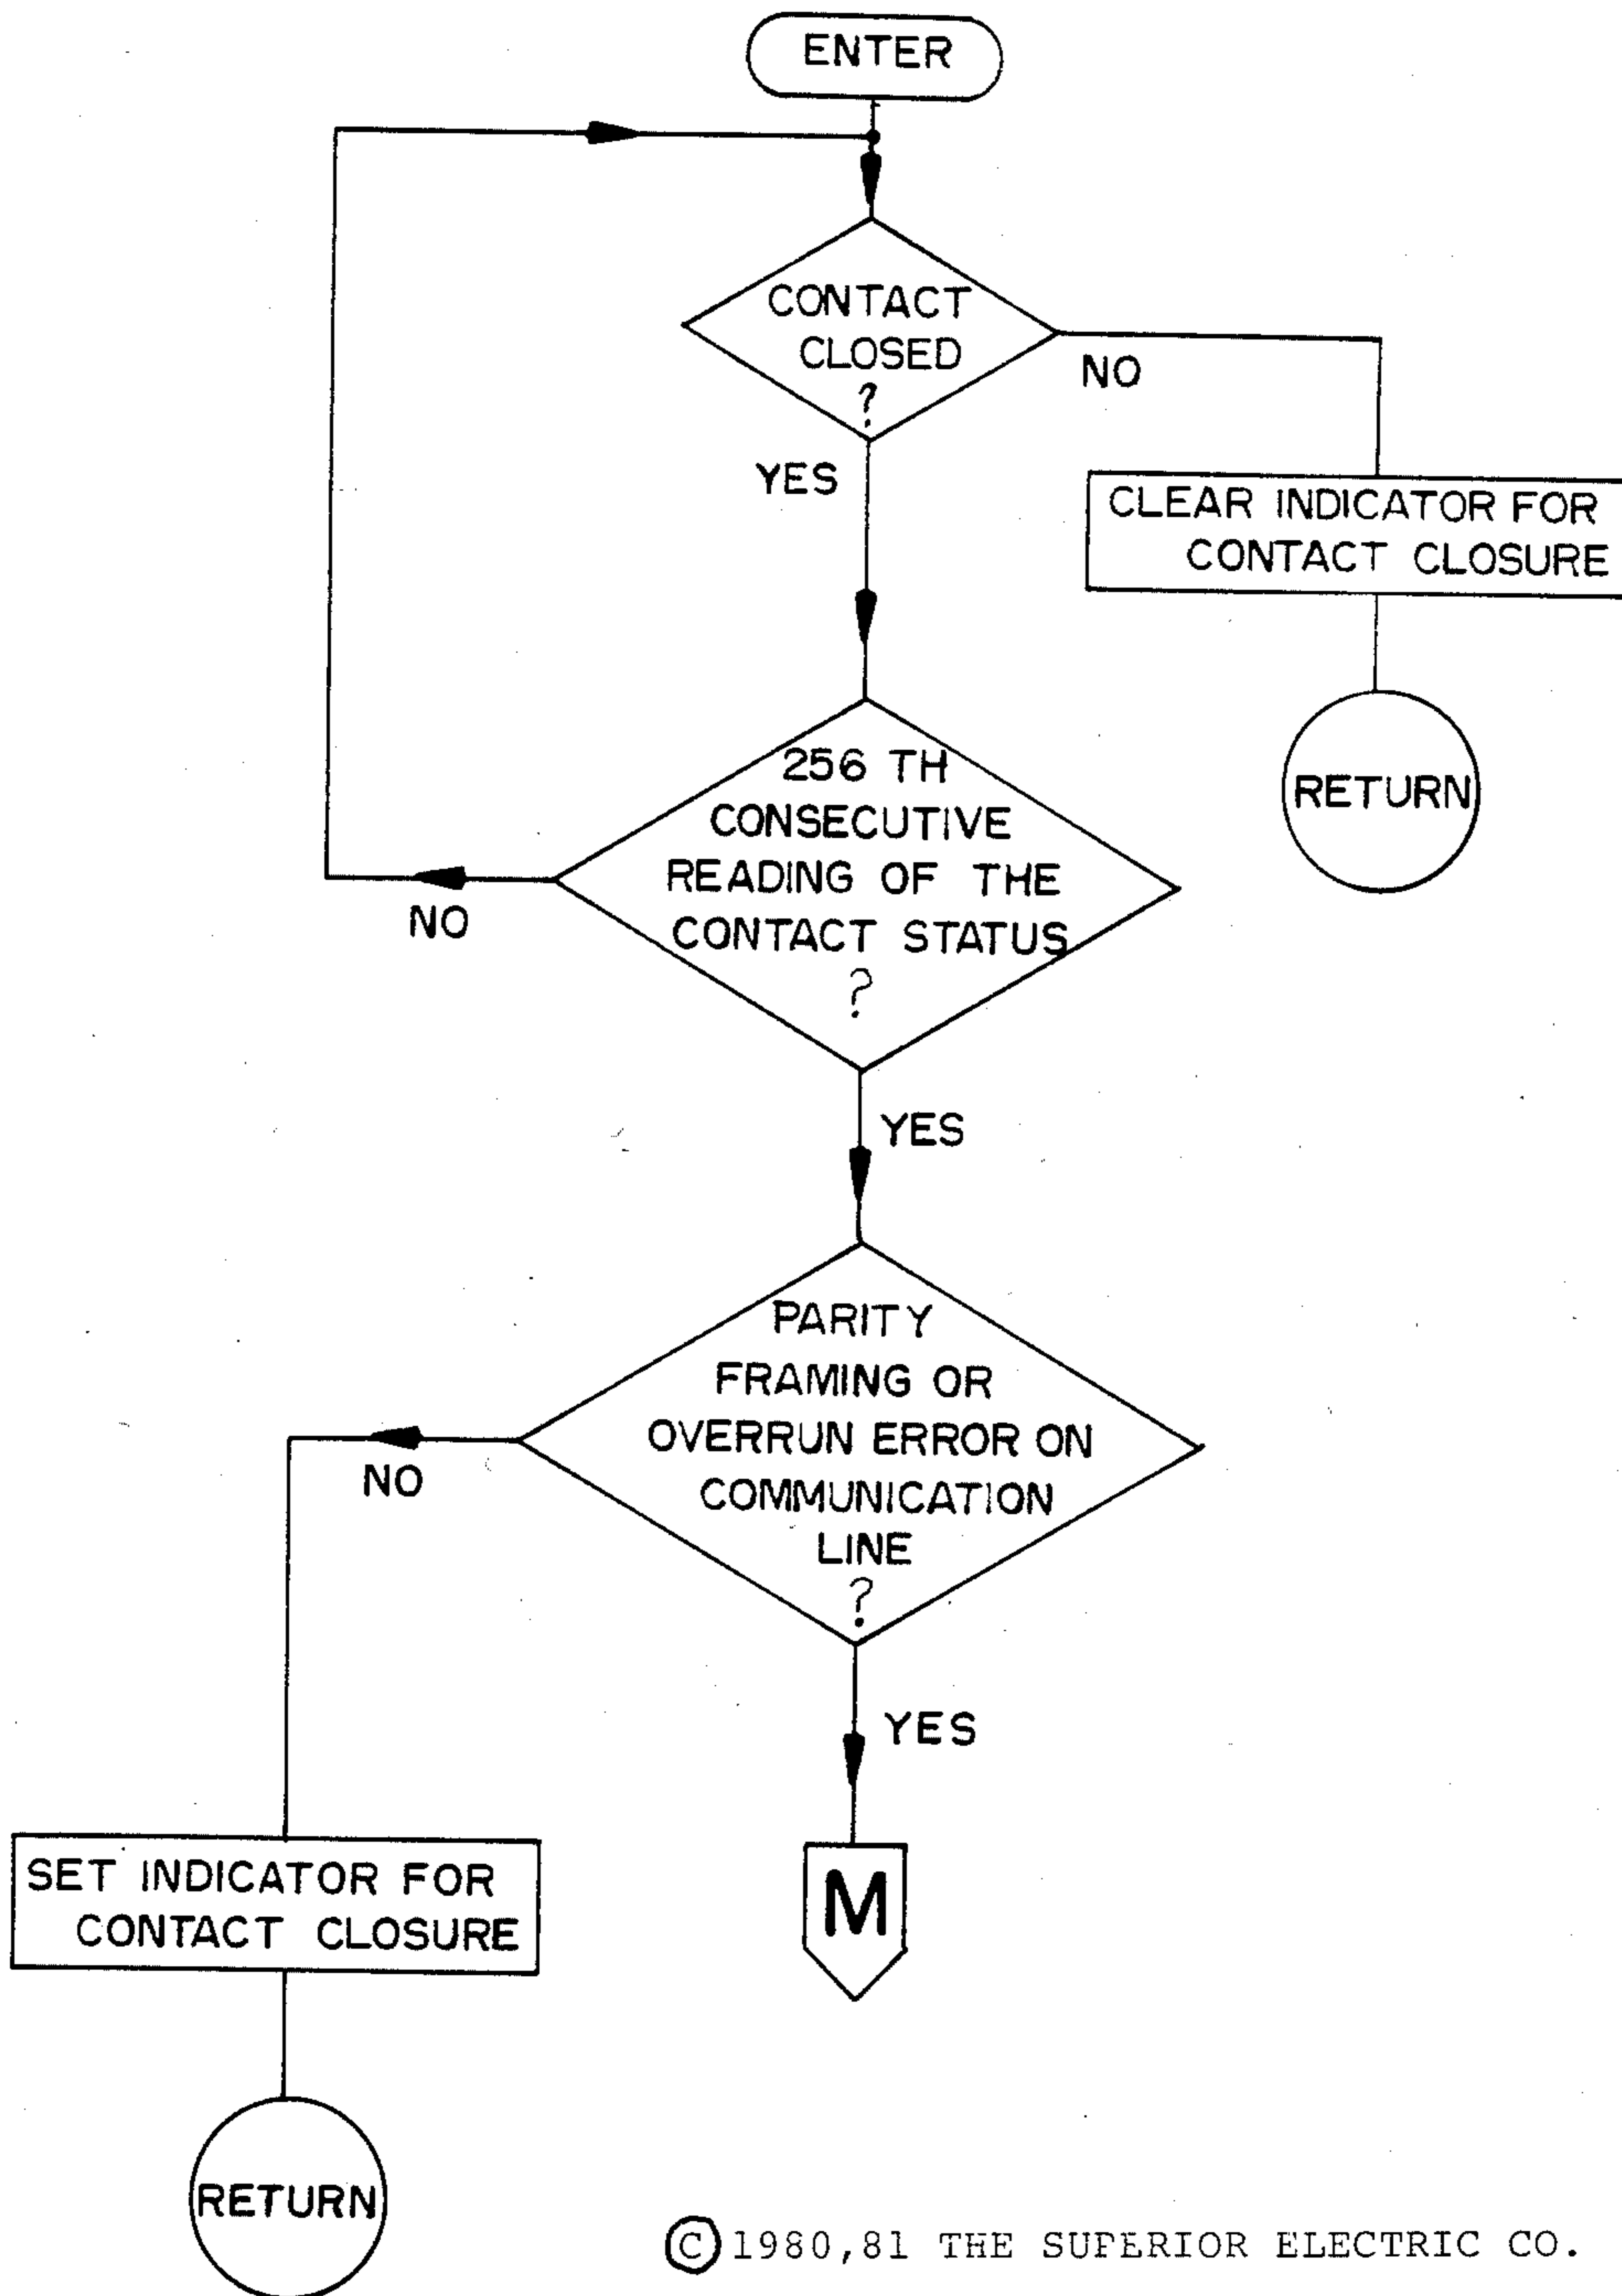 ENTER
CONTACT
CLOSED
?
NO
YES
CLEAR INDICATOR FOR
CONTACT CLOSURE
RETURN
256 TH
CONSECUTIVE
READING OF THE
CONTACT STATUS
?
NO
YES
PARITY
FRAMING OR
OVERRUN ERROR ON
COMMUNICATION
LINE
?
NO
YES
SET INDICATOR FOR
CONTACT CLOSURE
M
RETURN
© 1980,81 THE SUPERIOR ELECTRIC CO.